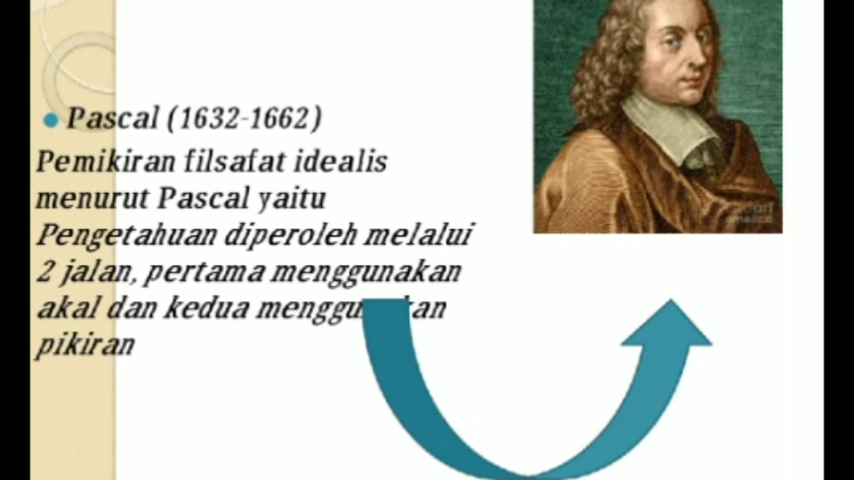 Pascal (1632-1662)
Pemikiran filsafat idealis
menurut Pascal yaitu
Pengetahuan diperoleh melalui
2 jalan, pertama menggunakan
akal dan kedua
pikiran